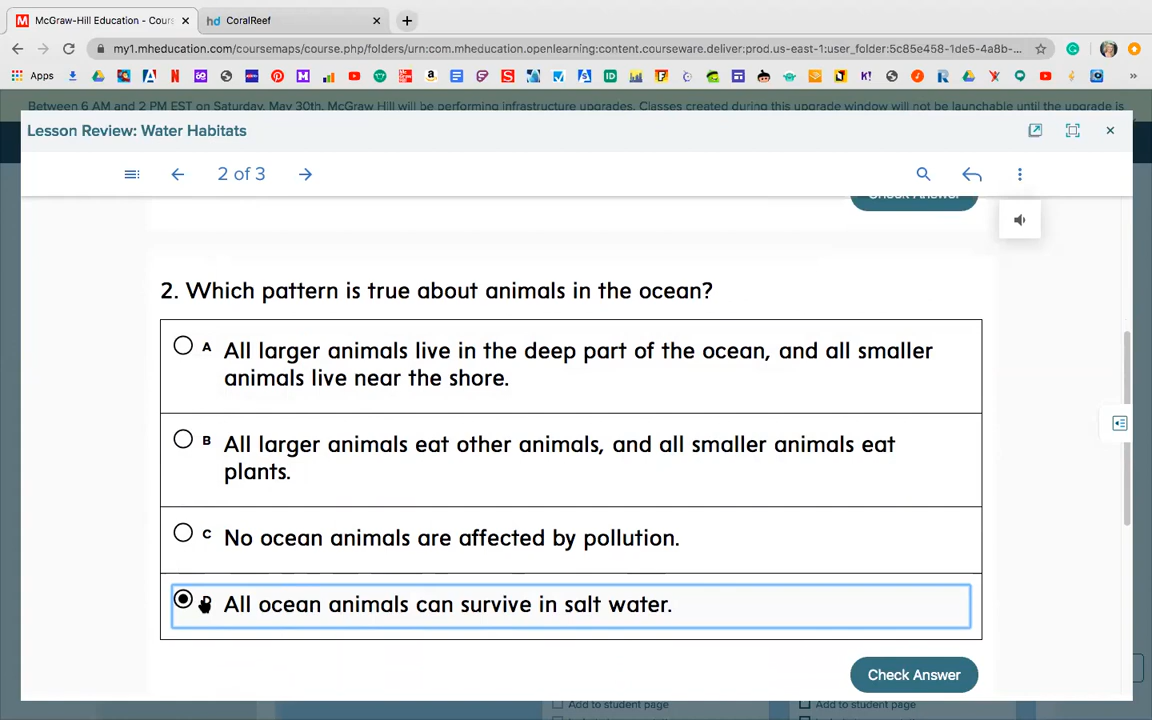 McGraw-Hill Education - Cours
CoralReef
my1.mheducation.com/coursemaps/course.php/folders/urn:com.mheducation.openlearning:content.courseware.deliver:prod.us-east-1:user_folder:5c85e458-1de5-4a8b-...
Apps
Between 6 AM and 2 PM EST on Saturday, May 30th, McGraw Hill will be performing infrastructure upgrades. Classes created during this upgrade window will not be launchable until the upgrade is
Lesson Review: Water Habitats
2 of 3
Check Answer
2. Which pattern is true about animals in the ocean?
A All larger animals live in the deep part of the ocean, and all smaller
animals live near the shore.
B All larger animals eat other animals, and all smaller animals eat
plants.
C No ocean animals are affected by pollution.
All ocean animals can survive in salt water.
Check Answer
Add to student page
Add to student page